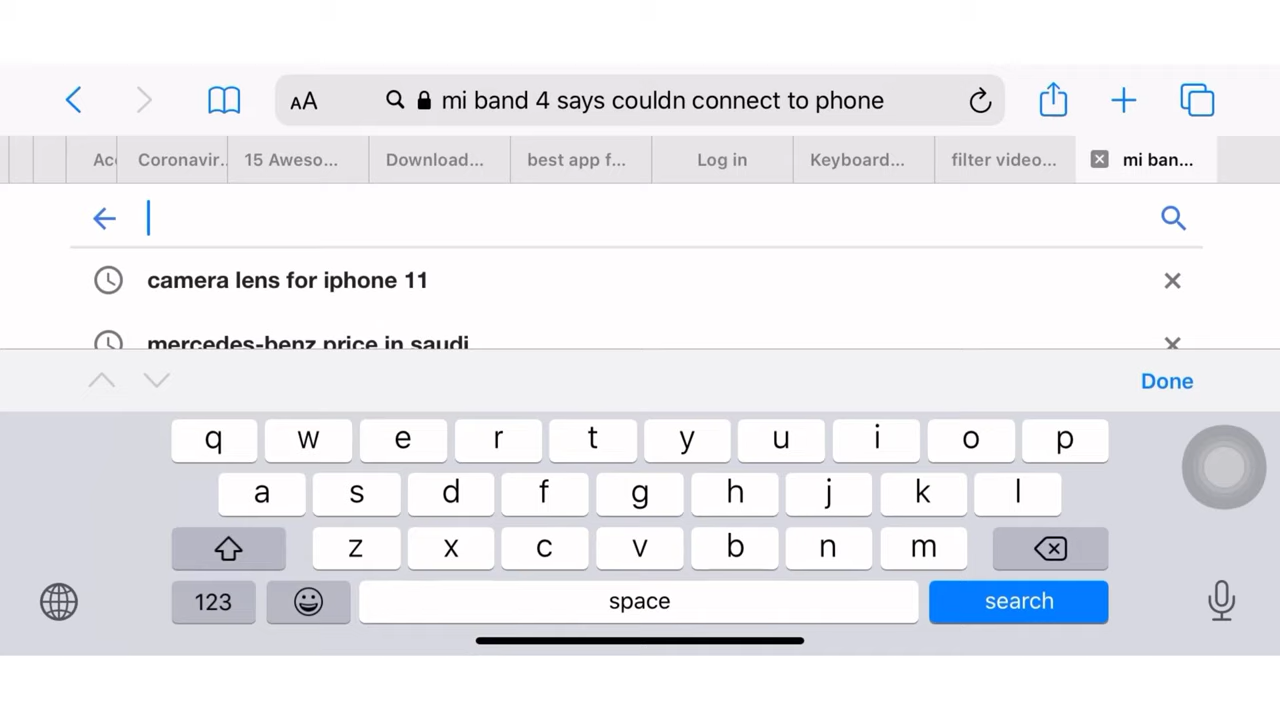 AA mi band 4 says couldn connect to phone
Coronavir... 15 Aweso... Download... best app f... Log in Keyboard... filter video... mi ban...
camera lens for iphone 11
mercedes-benz price in saudi
Done
q w e r t y u i o p
a s d f g h j k l
z x c v b n m
123 space search